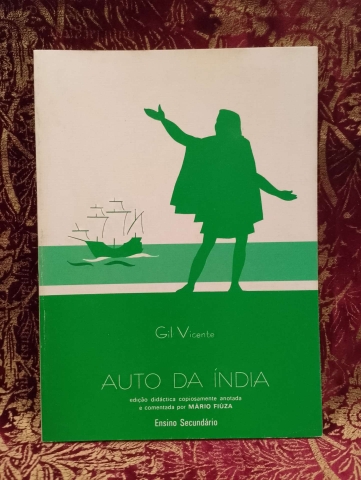 Gil Vicente
AUTO DA ÍNDIA
edição didáctica copiosamente anotada
e comentada por MÁRIO FIÚZA
Ensino Secundário